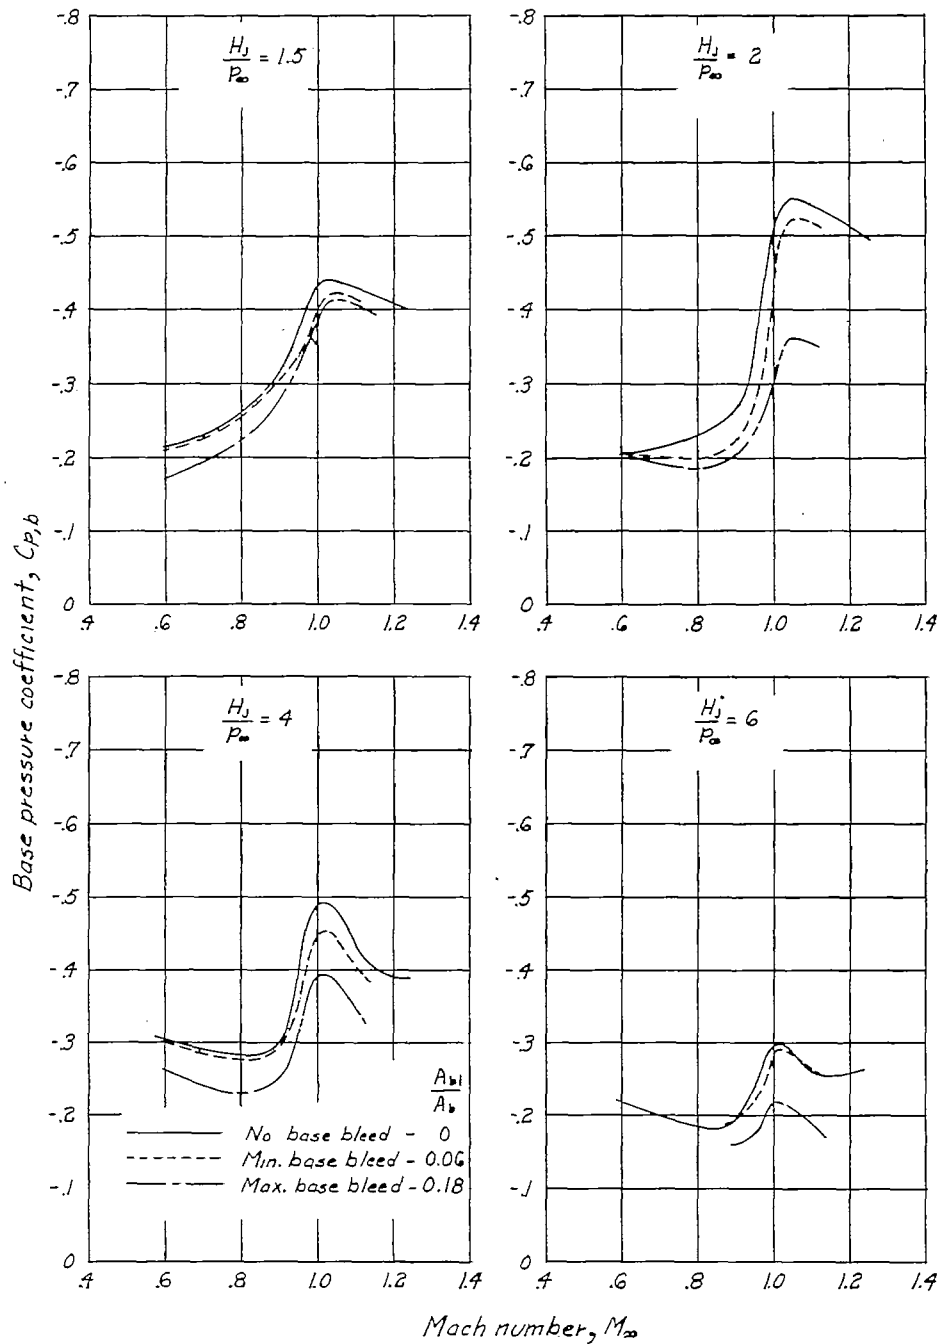 -.8
-.7
-.6
-.5
-.4
-.3
-.2
-.1
0
.4 .6 .8 1.0 1.2 1.4
H_J/p_∞ = 1.5
-.8
-.7
-.6
-.5
-.4
-.3
-.2
-.1
0
.4 .6 .8 1.0 1.2 1.4
H_J/p_∞ = 2
Base pressure coefficient, C_p,b
-.8
-.7
-.6
-.5
-.4
-.3
-.2
-.1
0
.4 .6 .8 1.0 1.2 1.4
H_J/p_∞ = 4
A_bl/A_b
No base bleed - 0
Min. base bleed - 0.06
Max. base bleed - 0.18
-.8
-.7
-.6
-.5
-.4
-.3
-.2
-.1
0
.4 .6 .8 1.0 1.2 1.4
H_J/p_∞ = 6
Mach number, M_∞